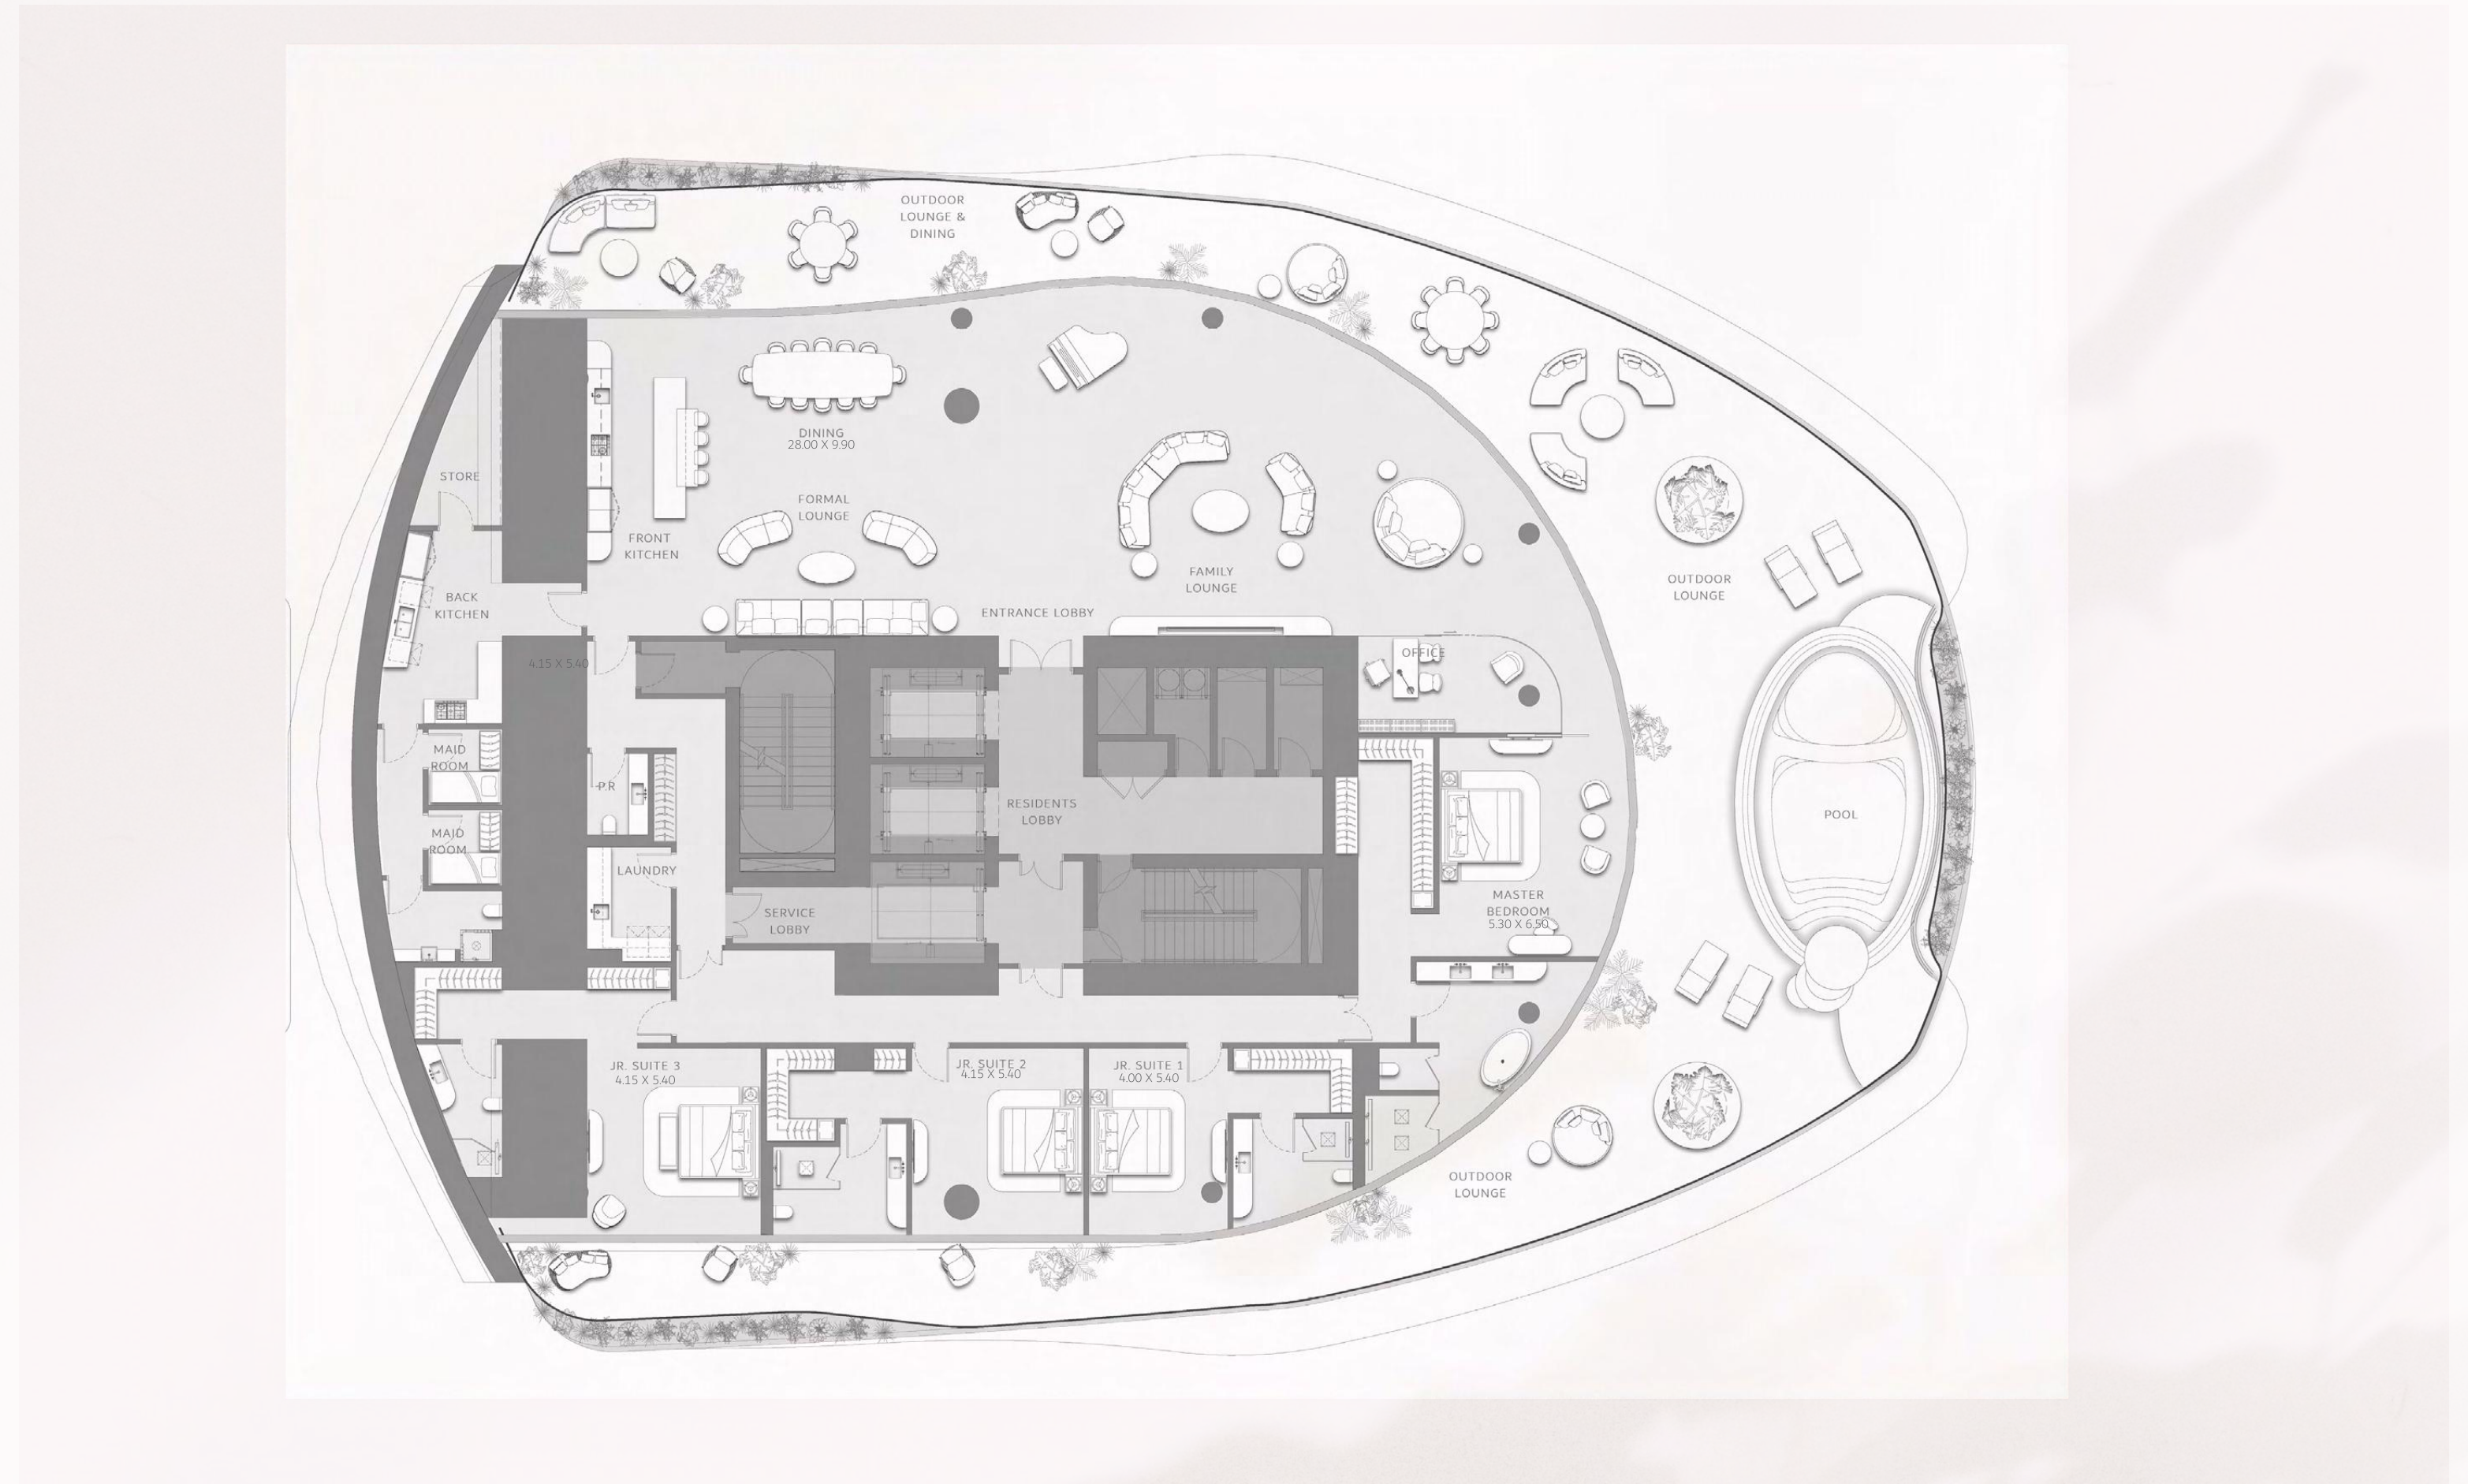 OUTDOOR
LOUNGE &
DINING
DINING
28.00 X 9.90
STORE
FORMAL
LOUNGE
FRONT
KITCHEN
FAMILY
LOUNGE
OUTDOOR
LOUNGE
BACK
KITCHEN
ENTRANCE LOBBY
4.15 X 5.40
OFFICE
MAID
ROOM
P.R
RESIDENTS
LOBBY
POOL
MAID
ROOM
LAUNDRY
SERVICE
LOBBY
MASTER
BEDROOM
5.30 X 6.50
JR. SUITE 3
4.15 X 5.40
JR. SUITE 2
4.15 X 5.40
JR. SUITE 1
4.00 X 5.40
OUTDOOR
LOUNGE